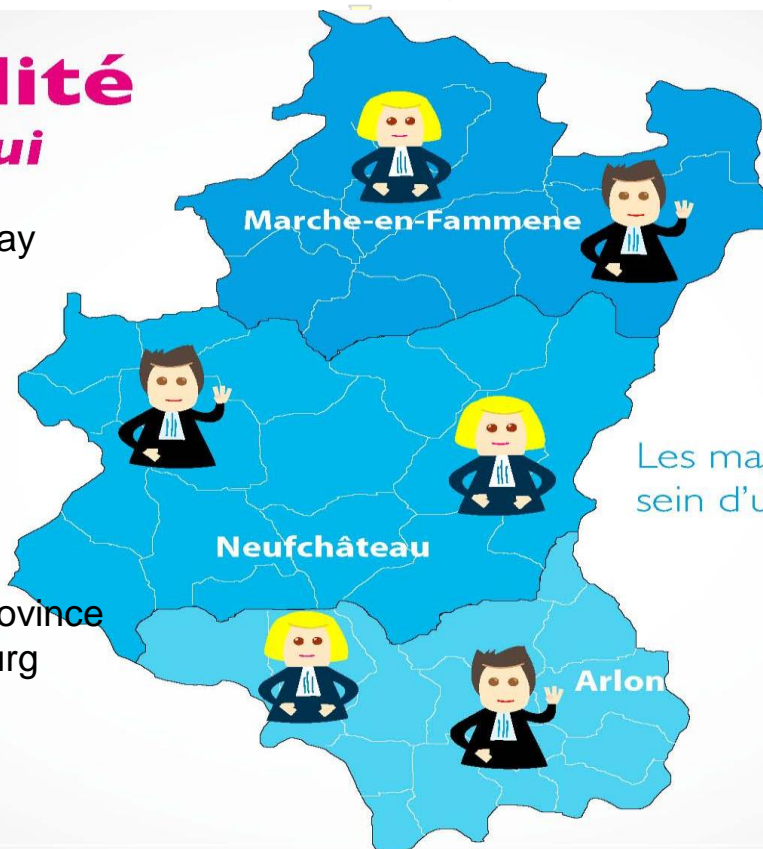 lité
ui
ay
Marche-en-Fammene
Les ma
sein d'u
Neufchâteau
ovince
urg
Arlon